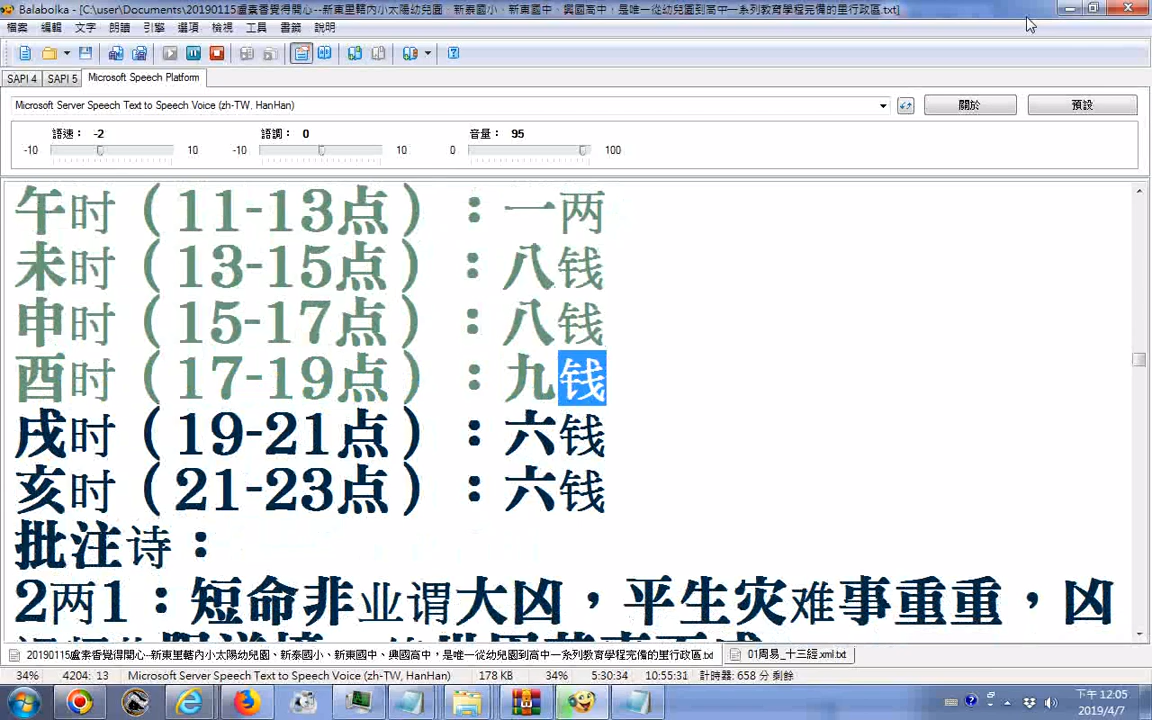 Balabolka - [C:\user\Documents\20190115盧素香覺得開心--新東里轄內小太陽幼兒園、新泰國小、新東國中、興國高中，是唯一從幼兒園到高中一系列教育學程完備的里行政區.txt]
檔案 編輯 文字 朗讀 引擎 選項 檢視 工具 書籤 說明
SAPI 4 SAPI 5 Microsoft Speech Platform
Microsoft Server Speech Text to Speech Voice (zh-TW, HanHan) 關於 預設
語速： -2 語調： 0 音量： 95
-10 10 -10 10 0 100
午时（11-13点）：一两
未时（13-15点）：八钱
申时（15-17点）：八钱
酉时（17-19点）：九钱
戌时（19-21点）：六钱
亥时（21-23点）：六钱
批注诗：
2两1：短命非业谓大凶，平生灾难事重重，凶
20190115盧素香覺得開心--新東里轄內小太陽幼兒園、新泰國小、新東國中、興國高中，是唯一從幼兒園到高中一系列教育學程完備的里行政區.txt 01周易_十三經.xml.txt
34% 4204: 13 Microsoft Server Speech Text to Speech Voice (zh-TW, HanHan) 178 KB 34% 5:30:34 10:55:31 計時器: 658 分 剩餘
下午 12:05
2019/4/7